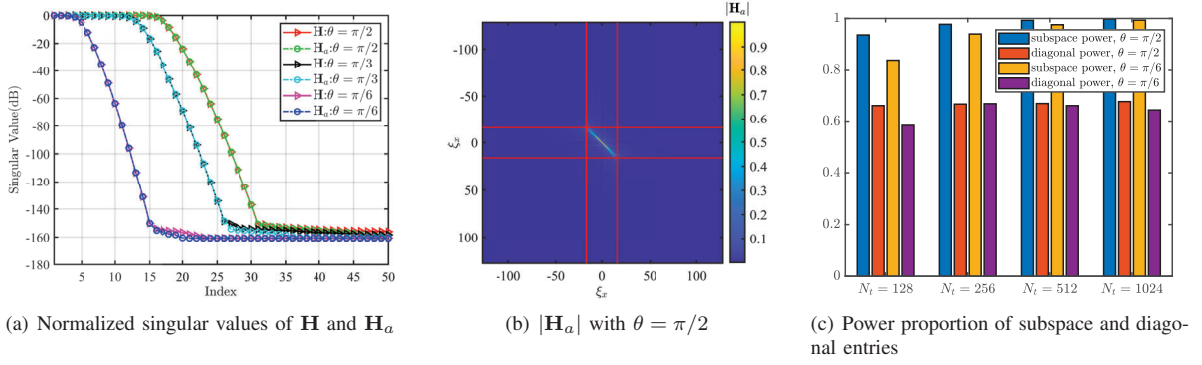 0
-20
-40
-60
-80
-100
-120
-140
-160
-180
Singular Value(dB)
5 10 15 20 25 30 35 40 45 50
Index
H:θ = π/2
H_a:θ = π/2
H:θ = π/3
H_a:θ = π/3
H:θ = π/6
H_a:θ = π/6
(a) Normalized singular values of H and H_a
|H_a|
-100
-50
0
50
100
ξ_x
-100 -50 0 50 100
ξ_x
0.9
0.8
0.7
0.6
0.5
0.4
0.3
0.2
0.1
(b) |H_a| with θ = π/2
1
0.8
0.6
0.4
0.2
0
subspace power, θ = π/2
diagonal power, θ = π/2
subspace power, θ = π/6
diagonal power, θ = π/6
N_t = 128 N_t = 256 N_t = 512 N_t = 1024
(c) Power proportion of subspace and diago-
nal entries